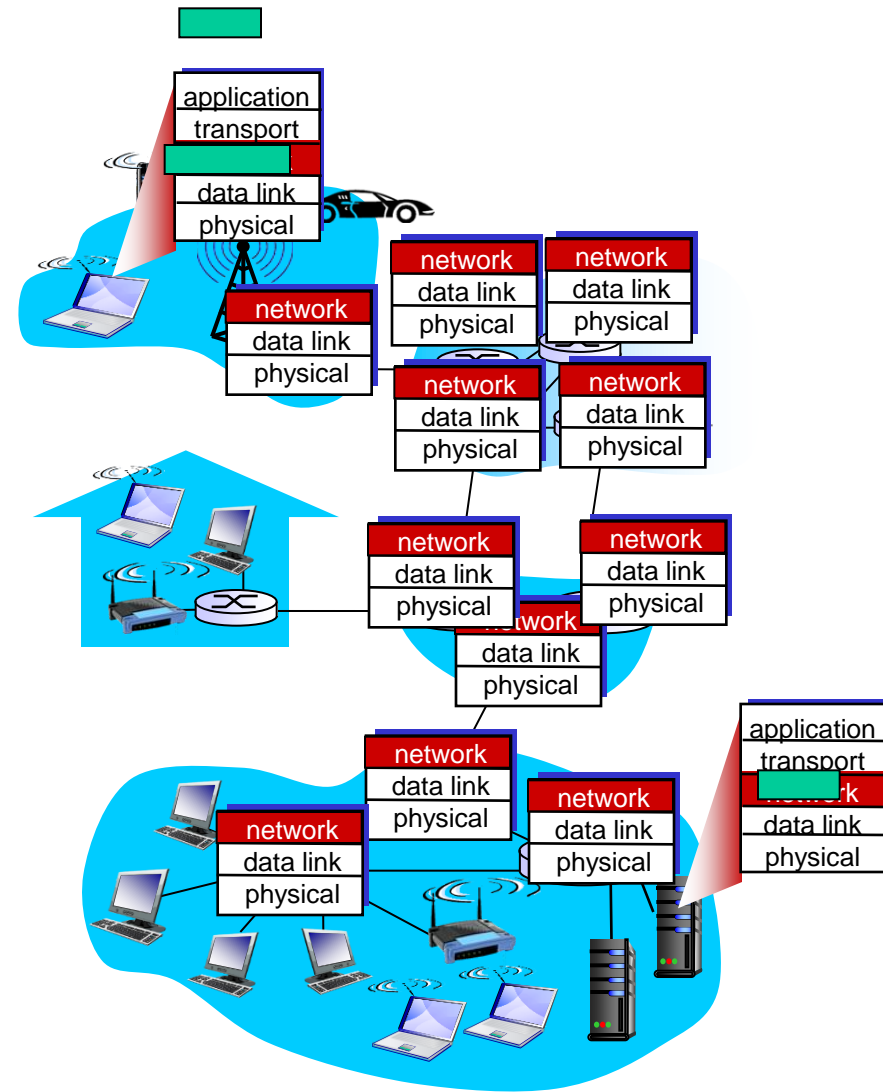 application
transport
data link
physical
network
data link
physical
network
data link
physical
network
data link
physical
network
data link
physical
network
data link
physical
network
data link
physical
network
data link
physical
network
data link
physical
application
transport
network
data link
physical
network
data link
physical
network
data link
physical
network
data link
physical